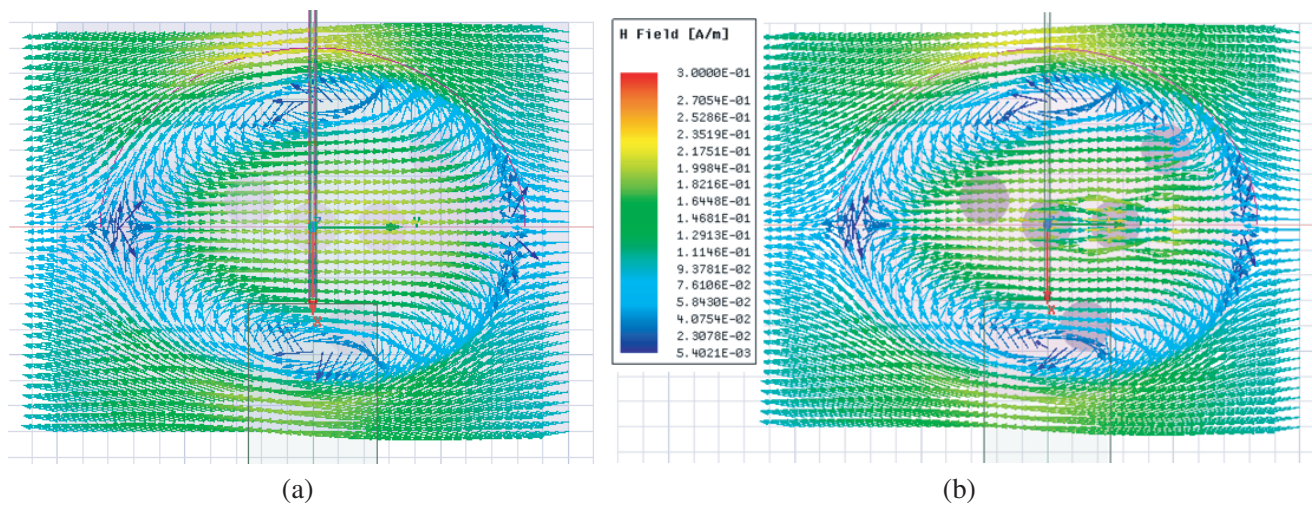 H Field [A/m]
3.0000E-01
2.7054E-01
2.5286E-01
2.3519E-01
2.1751E-01
1.9984E-01
1.8216E-01
1.6448E-01
1.4681E-01
1.2913E-01
1.1146E-01
9.3781E-02
7.6106E-02
5.8430E-02
4.0754E-02
2.3078E-02
5.4021E-03
Y
X
X
(a)
(b)